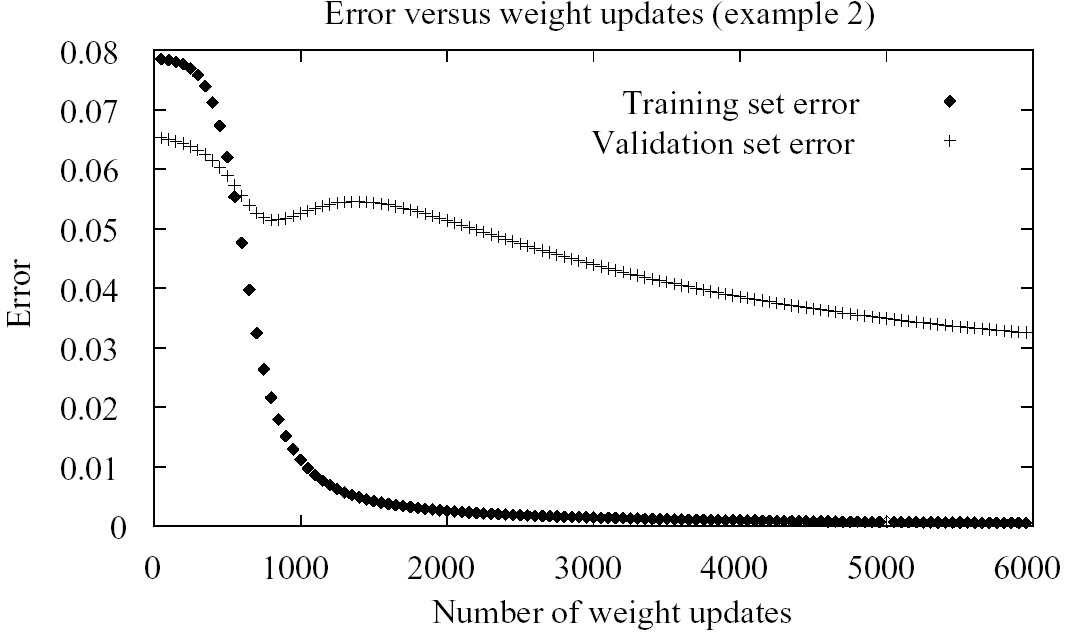 Error versus weight updates (example 2)
0.08
0.07
0.06
0.05
0.04
0.03
0.02
0.01
0
Error
Training set error
Validation set error
0 1000 2000 3000 4000 5000 6000
Number of weight updates